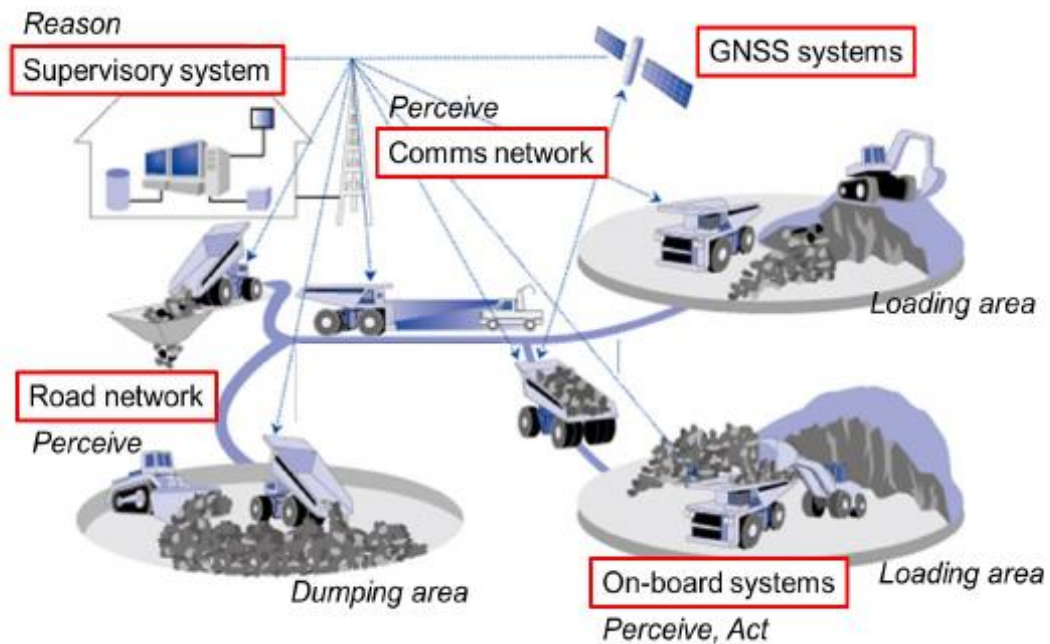 Reason
Supervisory system
GNSS systems
Perceive
Comms network
Loading area
Road network
Perceive
Dumping area
On-board systems
Perceive, Act
Loading area